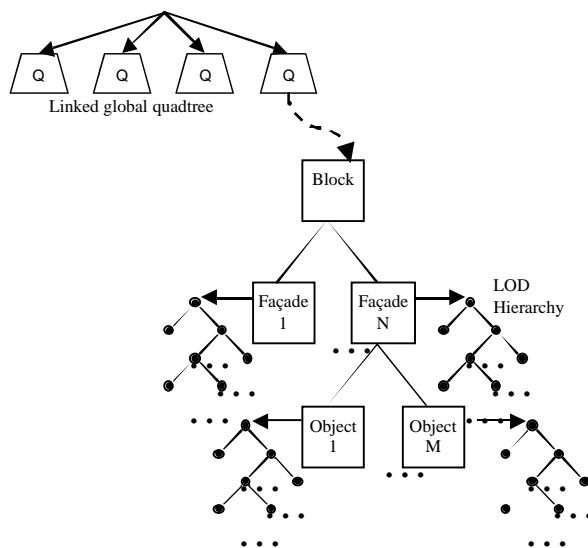 Q Q Q Q
Linked global quadtree
Block
LOD
Hierarchy
Façade
1
Façade
N
Object
1
Object
M